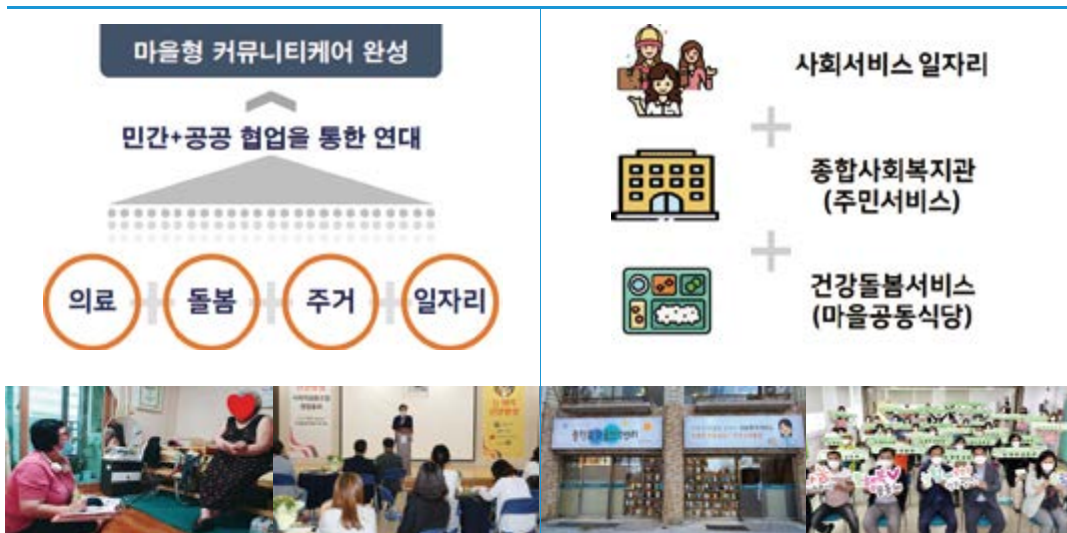 마을형 커뮤니티케어 완성
민간+공공 협업을 통한 연대
의료 + 돌봄 + 주거 + 일자리
사회서비스 일자리
+
종합사회복지관
(주민서비스)
+
건강돌봄서비스
(마을공동식당)